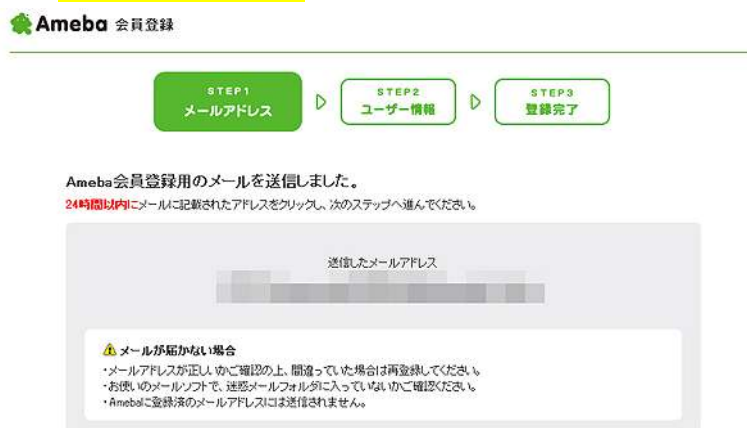 Ameba 会員登録
STEP1
メールアドレス
STEP2
ユーザー情報
STEP3
登録完了
Ameba会員登録用のメールを送信しました。
24時間以内にメールに記載されたアドレスをクリックし、次のステップへ進んでください。
送信したメールアドレス
メールが届かない場合
・メールアドレスが正しいかご確認の上、間違っていた場合は再登録してください。
・お使いのメールソフトで、迷惑メールフォルダに入っていないかご確認ください。
・Amebaに登録済のメールアドレスには送信されません。